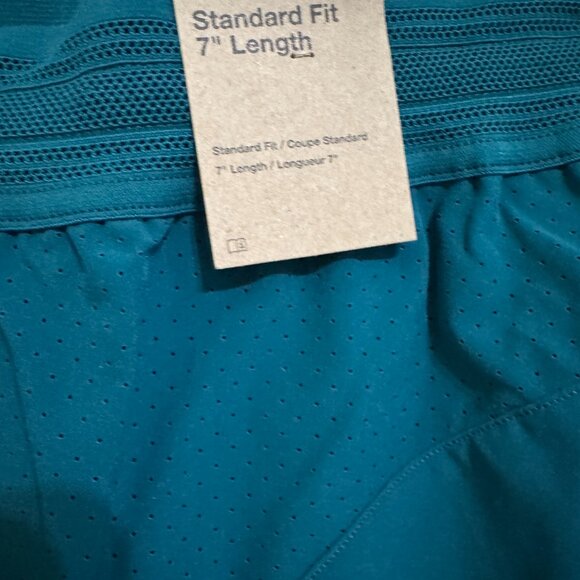 Standard Fit
7" Length
Standard Fit / Coupe Standard
7" Length / Longueur 7"